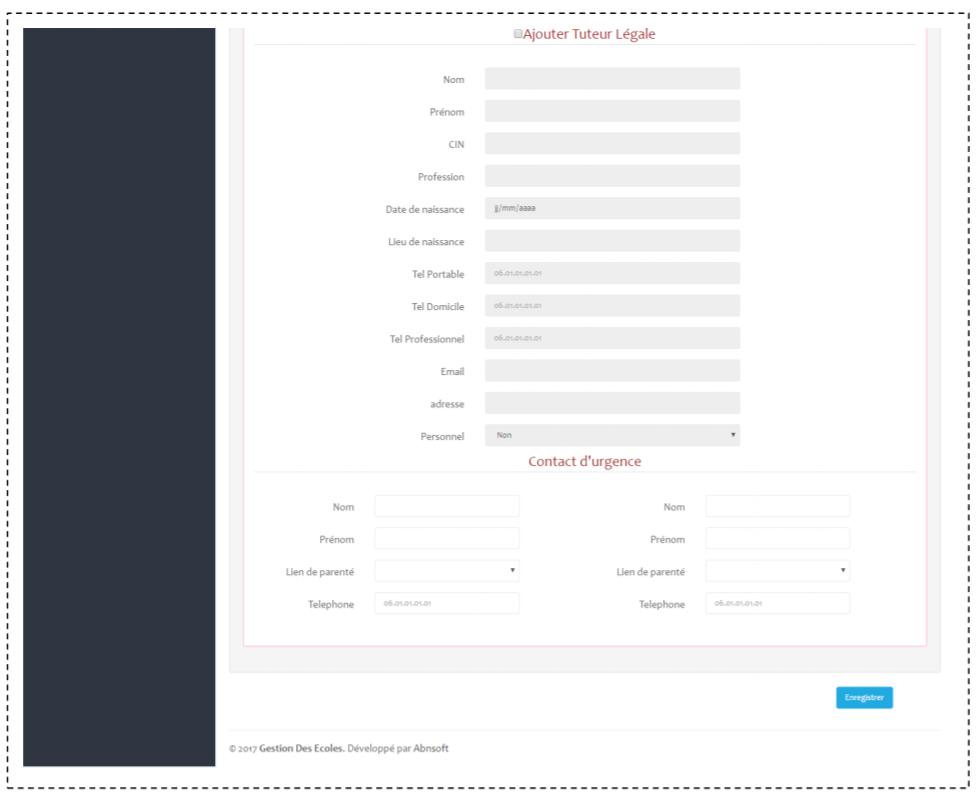 Ajouter Tuteur Légale
Nom
Prénom
CIN
Profession
Date de naissance jj/mm/aaaa
Lieu de naissance
Tel Portable 06.01.01.01.01
Tel Domicile 06.01.01.01.01
Tel Professionnel 06.01.01.01.01
Email
adresse
Personnel Non
Contact d'urgence
Nom Nom
Prénom Prénom
Lien de parenté Lien de parenté
Telephone 06.01.01.01.01 Telephone 06.01.01.01.01
Enregistrer
© 2017 Gestion Des Ecoles. Développé par Abnsoft